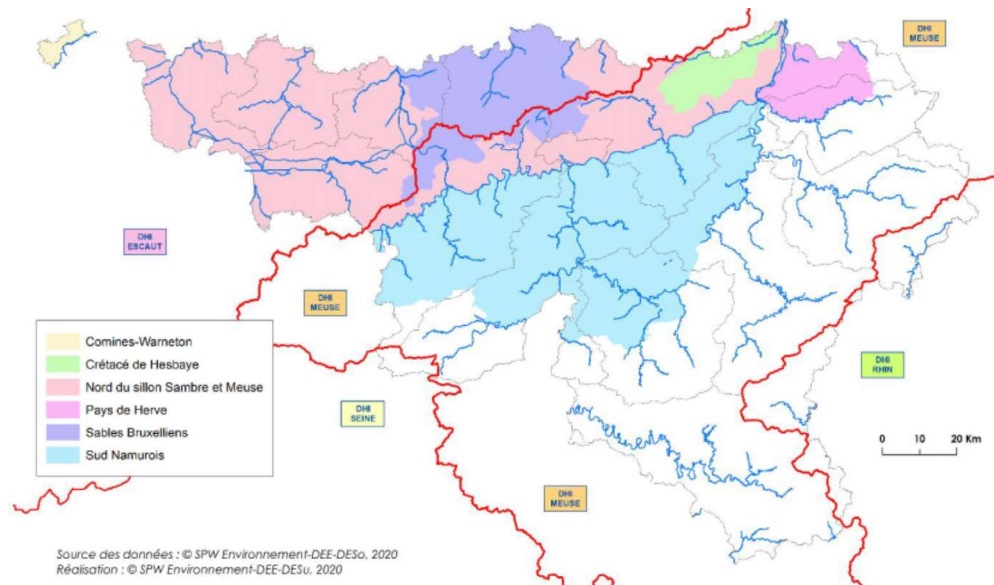 DHI
MEUSE
DHI
ESCAUT
DHI
MEUSE
Comines-Warneton
Crétacé de Hesbaye
Nord du sillon Sambre et Meuse
Pays de Herve
Sables Bruxelliens
Sud Namurois
DHI
RHIN
DHI
SEINE
0 10 20 Km
DHI
MEUSE
Source des données : © SPW Environnement-DEE-DESo, 2020
Réalisation : © SPW Environnement-DEE-DESu, 2020